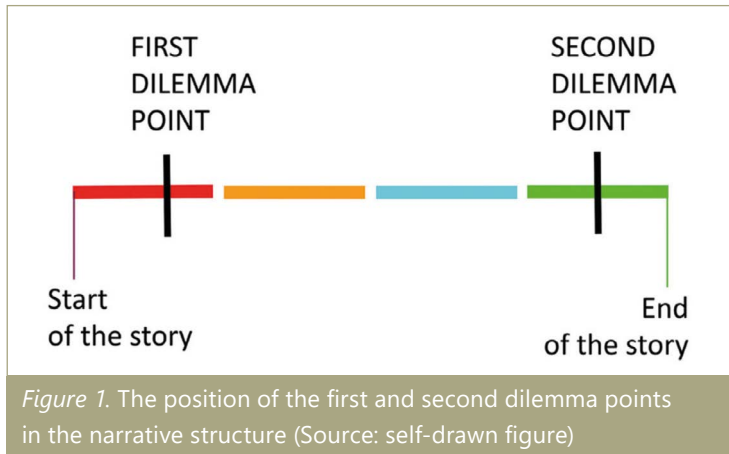 FIRST
DILEMMA
POINT
SECOND
DILEMMA
POINT
Start
of the story
End
of the story
Figure 1. The position of the first and second dilemma points
in the narrative structure (Source: self-drawn figure)